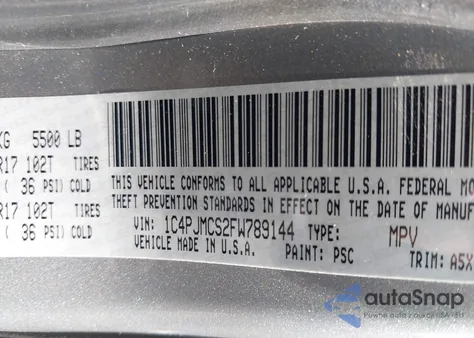 KG 5500 LB
R17 102T TIRES
( 36 PSI) COLD
R17 102T TIRES
( 36 PSI) COLD
THIS VEHICLE CONFORMS TO ALL APPLICABLE U.S.A. FEDERAL MO
THEFT PREVENTION STANDARDS IN EFFECT ON THE DATE OF MANUF
VIN: 1C4PJMCS2FW789144 TYPE: MPV
VEHICLE MADE IN U.S.A. PAINT: PSC TRIM: A5X
autoSnap